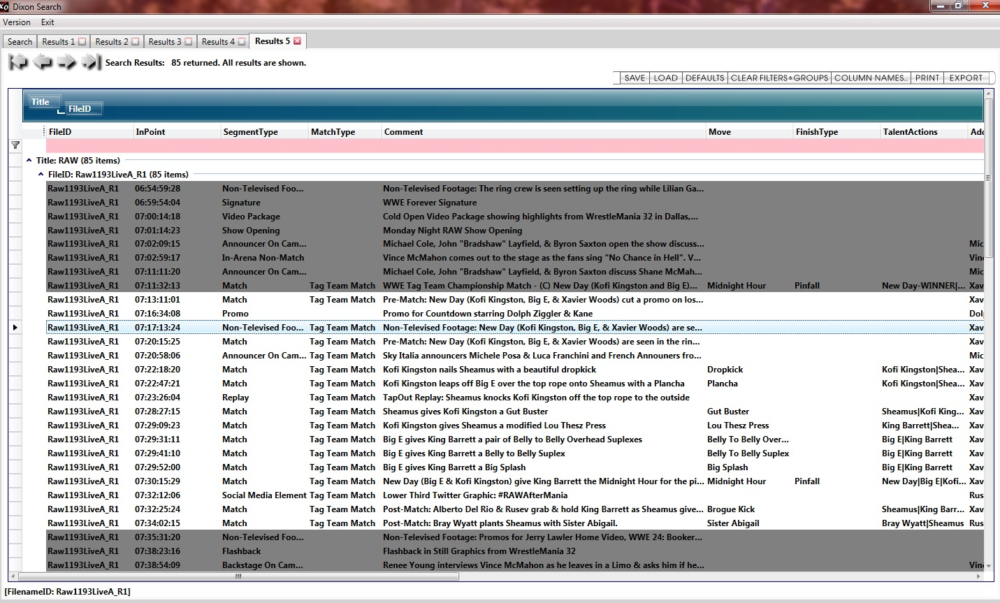 XO Dixon Search
Version Exit
Search Results 1 Results 2 Results 3 Results 4 Results 5
Search Results: 85 returned. All results are shown.
SAVE LOAD DEFAULTS CLEAR FILTERS&GROUPS COLUMN NAMES... PRINT EXPORT
Title
FileID
FileID InPoint SegmentType MatchType Comment Move FinishType TalentActions Adc
Title: RAW (85 items)
FileID: Raw1193LiveA_R1 (85 items)
Raw1193LiveA_R1 06:54:59:28 Non-Televised Foo... Non-Televised Footage: The ring crew is seen setting up the ring while Lilian Ga...
Raw1193LiveA_R1 06:59:54:04 Signature WWE Forever Signature
Raw1193LiveA_R1 07:00:14:18 Video Package Cold Open Video Package showing highlights from WrestleMania 32 in Dallas,...
Raw1193LiveA_R1 07:01:14:23 Show Opening Monday Night RAW Show Opening
Raw1193LiveA_R1 07:02:09:15 Announcer On Cam... Michael Cole, John "Bradshaw" Layfield, & Byron Saxton open the show discuss... Mic
Raw1193LiveA_R1 07:02:59:17 In-Arena Non-Match Vince McMahon comes out to the stage as the fans sing "No Chance in Hell". V... Vinc
Raw1193LiveA_R1 07:11:11:20 Announcer On Cam... Michael Cole, John "Bradshaw" Layfield, & Byron Saxton discuss Shane McMah... Mic
Raw1193LiveA_R1 07:11:32:13 Match Tag Team Match WWE Tag Team Championship Match - (C) New Day (Kofi Kingston and Big E)... Midnight Hour Pinfall New Day-WINNER|... Xav
Raw1193LiveA_R1 07:13:11:01 Match Tag Team Match Pre-Match: New Day (Kofi Kingston, Big E, & Xavier Woods) cut a promo on los... Xav
Raw1193LiveA_R1 07:16:34:08 Promo Promo for Countdown starring Dolph Ziggler & Kane Dol
Raw1193LiveA_R1 07:17:13:24 Non-Televised Foo... Tag Team Match Non-Televised Footage: New Day (Kofi Kingston, Big E, & Xavier Woods) are se... Xav
Raw1193LiveA_R1 07:20:15:25 Match Tag Team Match Pre-Match: New Day (Kofi Kingston, Big E, & Xavier Woods) are seen in the rin... Xav
Raw1193LiveA_R1 07:20:58:06 Announcer On Cam... Tag Team Match Sky Italia announcers Michele Posa & Luca Franchini and French Announers fro... Mic
Raw1193LiveA_R1 07:22:18:20 Match Tag Team Match Kofi Kingston nails Sheamus with a beautiful dropkick Dropkick Kofi Kingston|Shea... Xav
Raw1193LiveA_R1 07:22:47:21 Match Tag Team Match Kofi Kingston leaps off Big E over the top rope onto Sheamus with a Plancha Plancha Kofi Kingston|Shea... Xav
Raw1193LiveA_R1 07:23:26:04 Replay Tag Team Match TapOut Replay: Sheamus knocks Kofi Kingston off the top rope to the outside Xav
Raw1193LiveA_R1 07:28:27:15 Match Tag Team Match Sheamus gives Kofi Kingston a Gut Buster Gut Buster Sheamus|Kofi King... Xav
Raw1193LiveA_R1 07:29:09:23 Match Tag Team Match Kofi Kingston gives Sheamus a modified Lou Thesz Press Lou Thesz Press King Barrett|Shea... Xav
Raw1193LiveA_R1 07:29:31:11 Match Tag Team Match Big E gives King Barrett a pair of Belly to Belly Overhead Suplexes Belly To Belly Over... Big E|King Barrett Xav
Raw1193LiveA_R1 07:29:41:10 Match Tag Team Match Big E gives King Barrett a Belly to Belly Suplex Belly To Belly Suplex Big E|King Barrett Xav
Raw1193LiveA_R1 07:29:52:00 Match Tag Team Match Big E gives King Barrett a Big Splash Big Splash Big E|King Barrett Xav
Raw1193LiveA_R1 07:30:15:29 Match Tag Team Match New Day (Big E & Kofi Kingston) give King Barrett the Midnight Hour for the pi... Midnight Hour Pinfall New Day|Big E|Kofi... Xav
Raw1193LiveA_R1 07:32:12:06 Social Media Element Tag Team Match Lower Third Twitter Graphic: #RAWAfterMania Rus
Raw1193LiveA_R1 07:32:25:24 Match Tag Team Match Post-Match: Alberto Del Rio & Rusev grab & hold King Barrett as Sheamus give... Brogue Kick Sheamus|King Barr... Xav
Raw1193LiveA_R1 07:34:02:15 Match Tag Team Match Post-Match: Bray Wyatt plants Sheamus with Sister Abigail. Sister Abigail Bray Wyatt|Sheamus Rus
Raw1193LiveA_R1 07:35:31:20 Non-Televised Foo... Non-Televised Footage: Promos for Jerry Lawler Home Video, WWE 24: Booker...
Raw1193LiveA_R1 07:38:23:16 Flashback Flashback in Still Graphics from WrestleMania 32
Raw1193LiveA_R1 07:38:54:09 Backstage On Cam... Renee Young interviews Vince McMahon as he leaves in a Limo & asks him if he... Vinc
[FilenameID: Raw1193LiveA_R1]